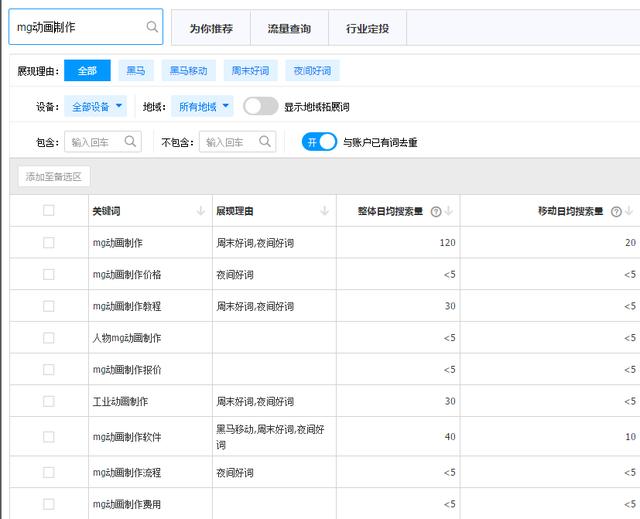 mg动画制作
为你推荐 流量查询 行业定投
展现理由: 全部 黑马 黑马移动 周末好词 夜间好词
设备: 全部设备 地域: 所有地域 显示地域拓展词
包含: 输入回车 不包含: 输入回车 开 与账户已有词去重
添加至备选区
关键词 展现理由 整体日均搜索量 ? 移动日均搜索量 ?
mg动画制作 周末好词,夜间好词 120 20
mg动画制作价格 夜间好词 <5 <5
mg动画制作教程 周末好词,夜间好词 30 <5
人物mg动画制作 <5 <5
mg动画制作报价 <5 <5
工业动画制作 周末好词,夜间好词 30 <5
mg动画制作软件 黑马移动,周末好词,夜间好 40 10
词
mg动画制作流程 夜间好词 <5 <5
mg动画制作费用 <5 <5